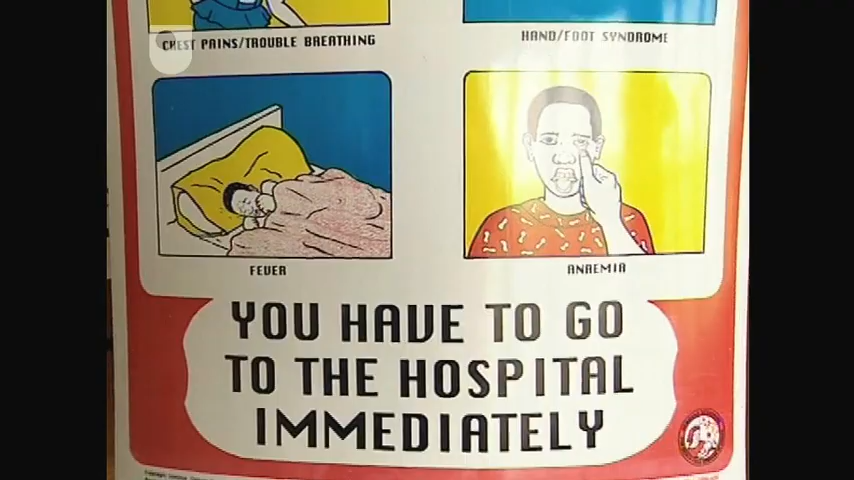 CHEST PAINS/TROUBLE BREATHING
HAND/FOOT SYNDROME
FEVER
ANAEMIA
YOU HAVE TO GO
TO THE HOSPITAL
IMMEDIATELY